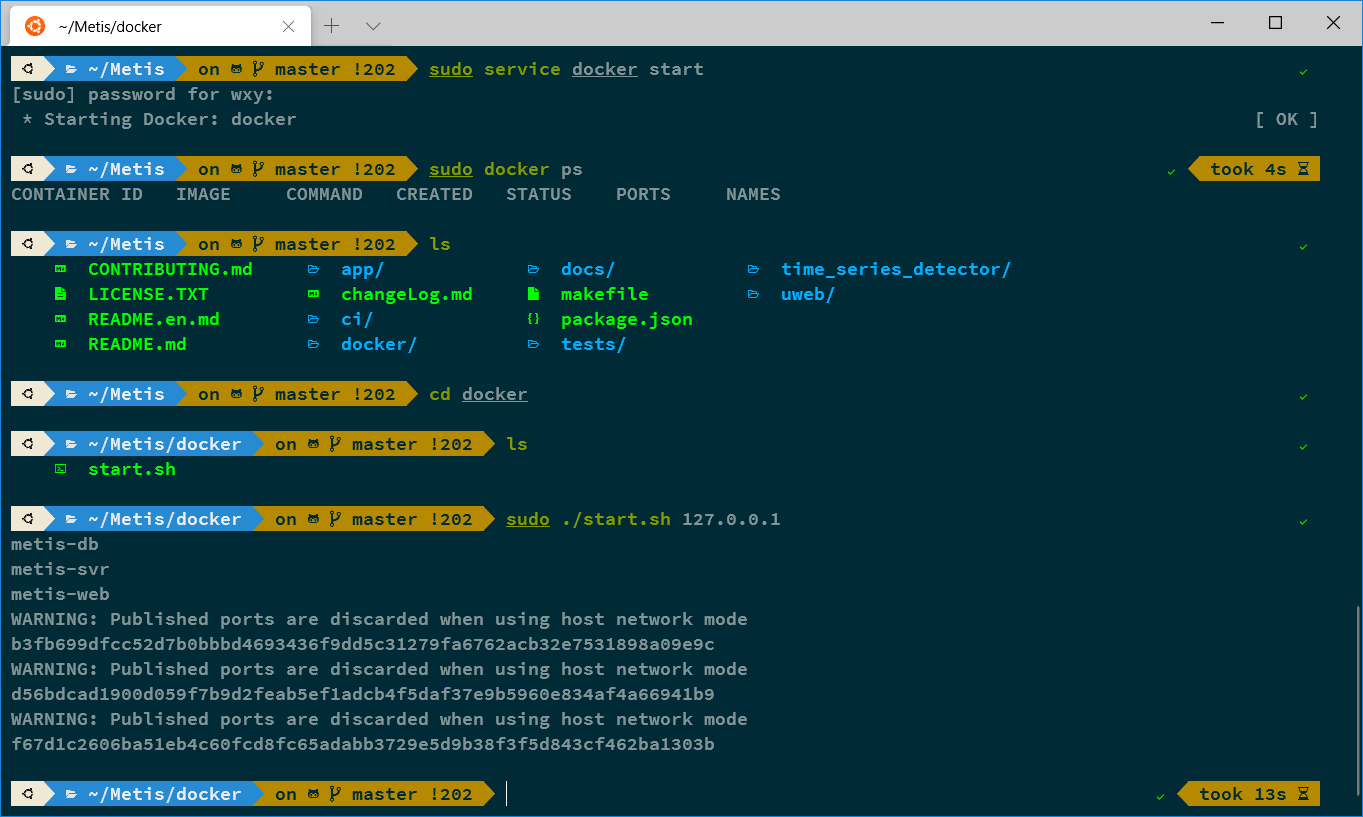 ~/Metis/docker
~/Metis on master !202 sudo service docker start
[sudo] password for wxy:
* Starting Docker: docker [ OK ]
~/Metis on master !202 sudo docker ps took 4s
CONTAINER ID IMAGE COMMAND CREATED STATUS PORTS NAMES
~/Metis on master !202 ls
CONTRIBUTING.md app/ docs/ time_series_detector/
LICENSE.TXT changeLog.md makefile uweb/
README.en.md ci/ package.json
README.md docker/ tests/
~/Metis on master !202 cd docker
~/Metis/docker on master !202 ls
start.sh
~/Metis/docker on master !202 sudo ./start.sh 127.0.0.1
metis-db
metis-svr
metis-web
WARNING: Published ports are discarded when using host network mode
b3fb699dfcc52d7b0bbbd4693436f9dd5c31279fa6762acb32e7531898a09e9c
WARNING: Published ports are discarded when using host network mode
d56bdcad1900d059f7b9d2feab5ef1adcb4f5daf37e9b5960e834af4a66941b9
WARNING: Published ports are discarded when using host network mode
f67d1c2606ba51eb4c60fcd8fc65adabb3729e5d9b38f3f5d843cf462ba1303b
~/Metis/docker on master !202 took 13s